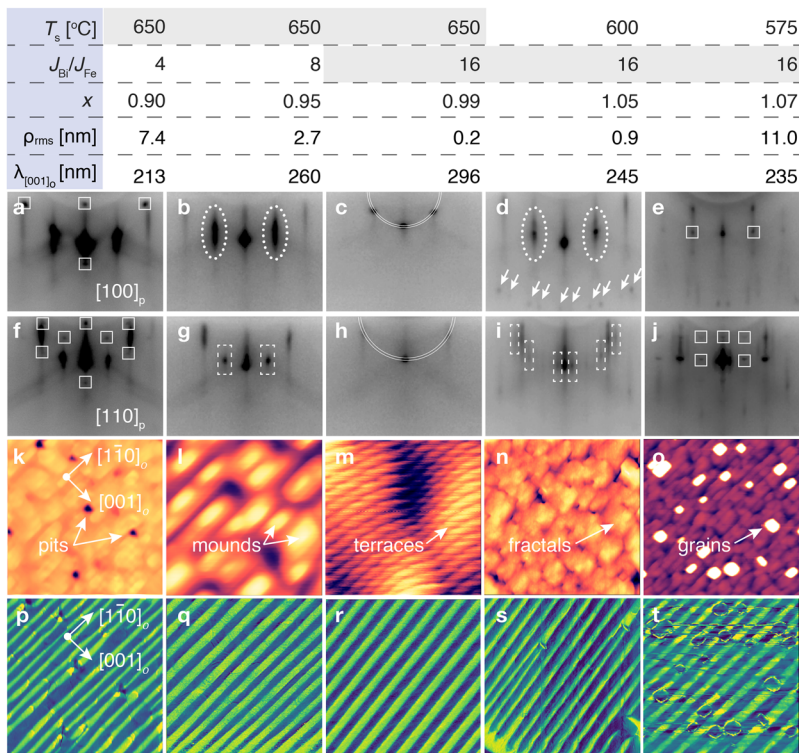 Ts [°C] 650 650 650 600 575
JBi/JFe 4 8 16 16 16
x 0.90 0.95 0.99 1.05 1.07
ρrms [nm] 7.4 2.7 0.2 0.9 11.0
λ[001]o [nm] 213 260 296 245 235
a b c d e
[100]p
f g h i j
[110]p
k l m n o
[11̄0]o
[001]o
pits mounds terraces fractals grains
p q r s t
[11̄0]o
[001]o